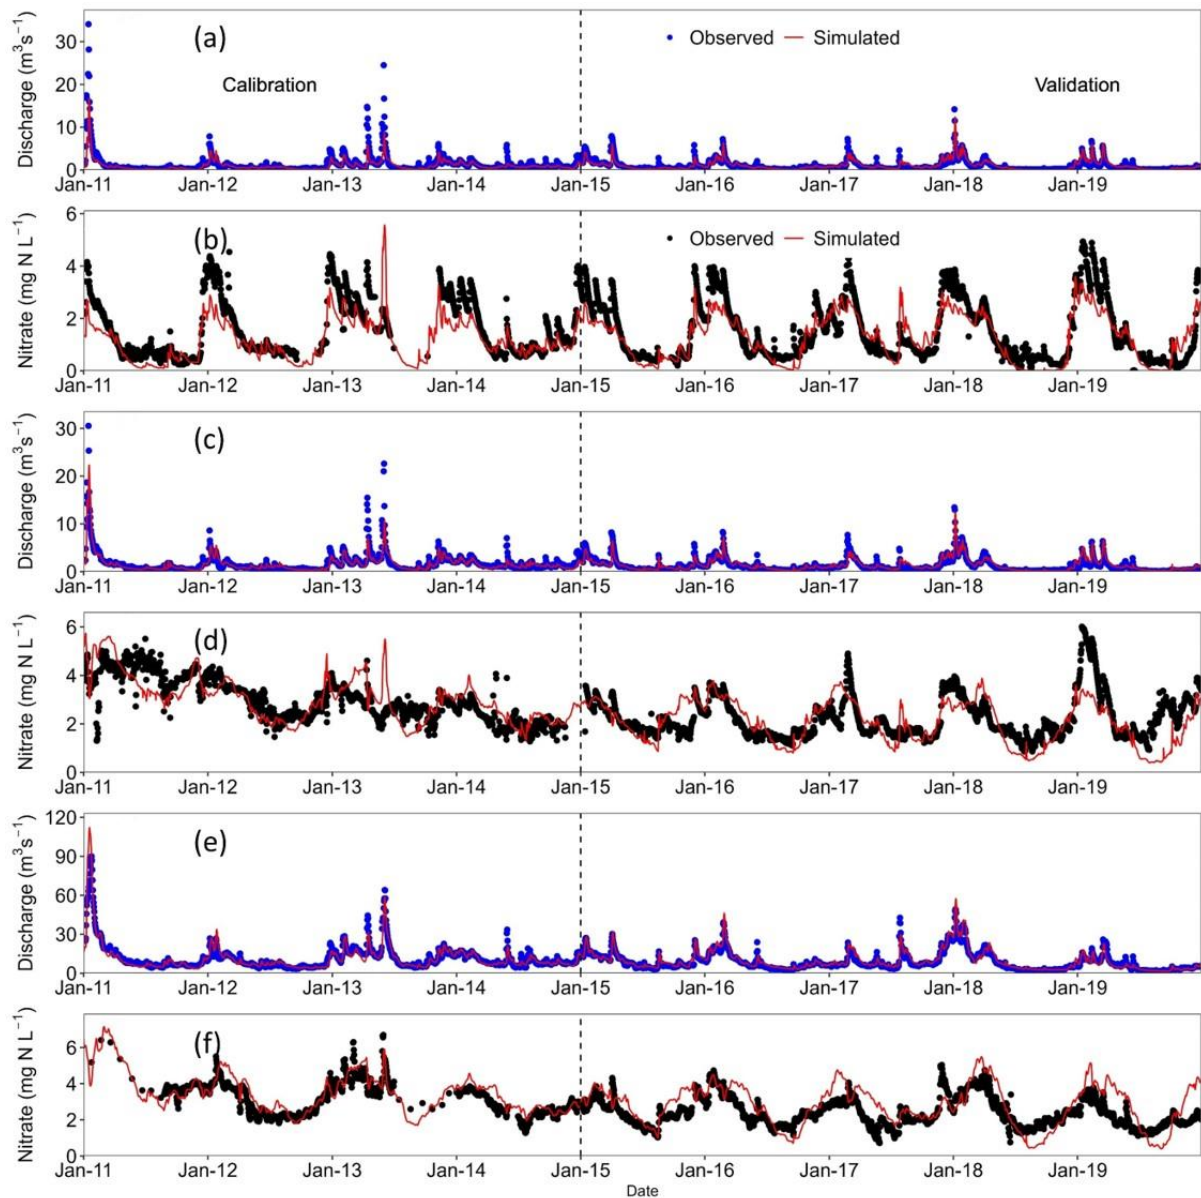 (a)
Observed Simulated
Calibration
Validation
Discharge (m³s⁻¹)
30
20
10
0
Jan-11 Jan-12 Jan-13 Jan-14 Jan-15 Jan-16 Jan-17 Jan-18 Jan-19
(b)
Observed Simulated
Nitrate (mg N L⁻¹)
6
4
2
0
Jan-11 Jan-12 Jan-13 Jan-14 Jan-15 Jan-16 Jan-17 Jan-18 Jan-19
(c)
Discharge (m³s⁻¹)
30
20
10
0
Jan-11 Jan-12 Jan-13 Jan-14 Jan-15 Jan-16 Jan-17 Jan-18 Jan-19
(d)
Nitrate (mg N L⁻¹)
6
4
2
0
Jan-11 Jan-12 Jan-13 Jan-14 Jan-15 Jan-16 Jan-17 Jan-18 Jan-19
(e)
Discharge (m³s⁻¹)
120
90
60
30
0
Jan-11 Jan-12 Jan-13 Jan-14 Jan-15 Jan-16 Jan-17 Jan-18 Jan-19
(f)
Nitrate (mg N L⁻¹)
6
4
2
0
Jan-11 Jan-12 Jan-13 Jan-14 Jan-15 Jan-16 Jan-17 Jan-18 Jan-19
Date